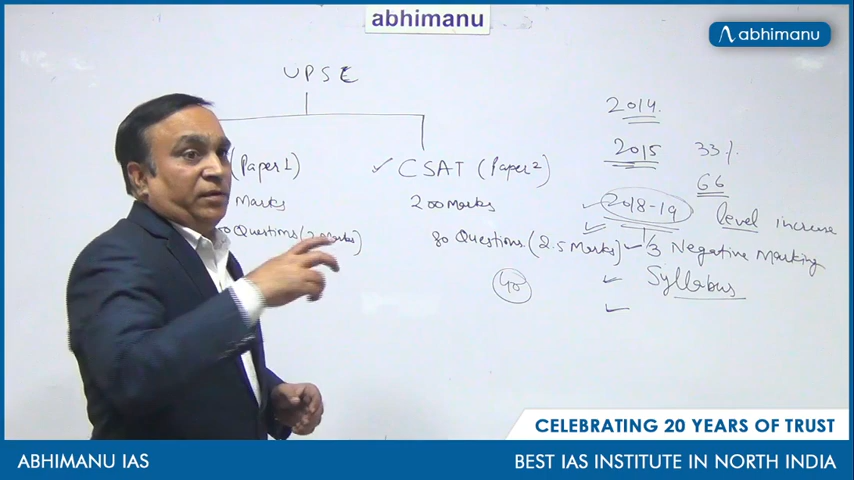 abhimanu
abhimanu
UPSC
(Paper 1)
Marks
Questions (2 Marks)
✓ CSAT (Paper 2)
200 Marks
80 Questions (2.5 Marks)
40
2014
2015 33%
66
2018-19
level increase
1/3 Negative Marking
Syllabus
CELEBRATING 20 YEARS OF TRUST
ABHIMANU IAS
BEST IAS INSTITUTE IN NORTH INDIA